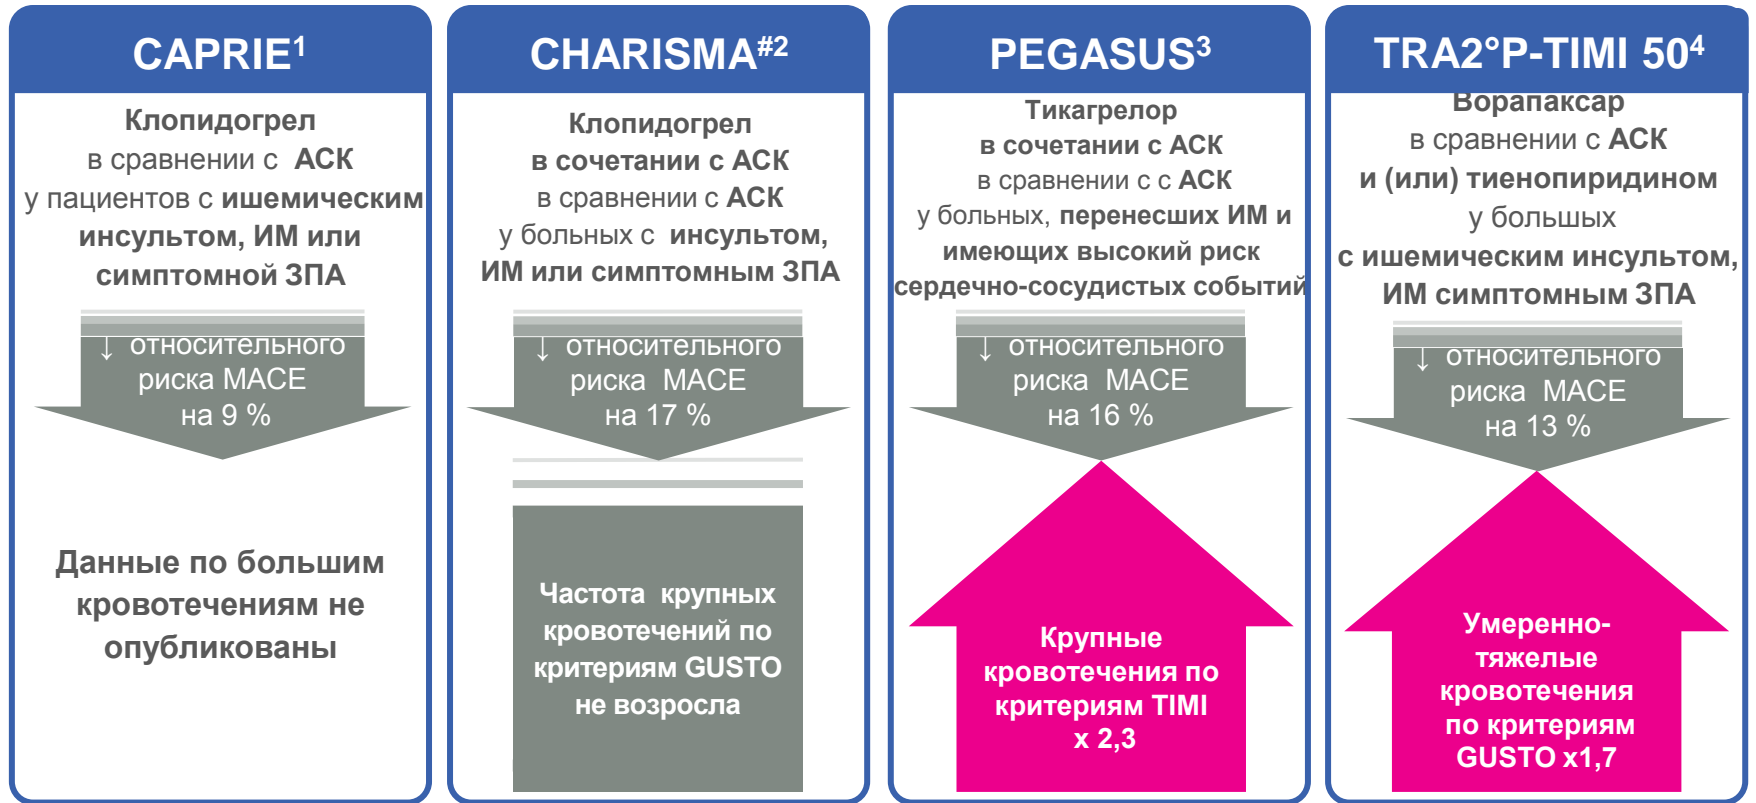 CAPRIE¹
Клопидогрел
в сравнении с АСК
у пациентов с ишемическим
инсультом, ИМ или
симптомной ЗПА
↓ относительного
риска MACE
на 9 %
Данные по большим
кровотечениям не
опубликованы
CHARISMA#2
Клопидогрел
в сочетании с АСК
в сравнении с АСК
у больных с инсультом,
ИМ или симптомным ЗПА
↓ относительного
риска MACE
на 17 %
Частота крупных
кровотечений по
критериям GUSTO
не возросла
PEGASUS³
Тикагрелор
в сочетании с АСК
в сравнении с с АСК
у больных, перенесших ИМ и
имеющих высокий риск
сердечно-сосудистых событий
↓ относительного
риска MACE
на 16 %
Крупные
кровотечения по
критериям TIMI
x 2,3
TRA2°P-TIMI 50⁴
Ворапаксар
в сравнении с АСК
и (или) тиенопиридином
у большых
с ишемическим инсультом,
ИМ симптомным ЗПА
↓ относительного
риска MACE
на 13 %
Умеренно-
тяжелые
кровотечения
по критериям
GUSTO x1,7